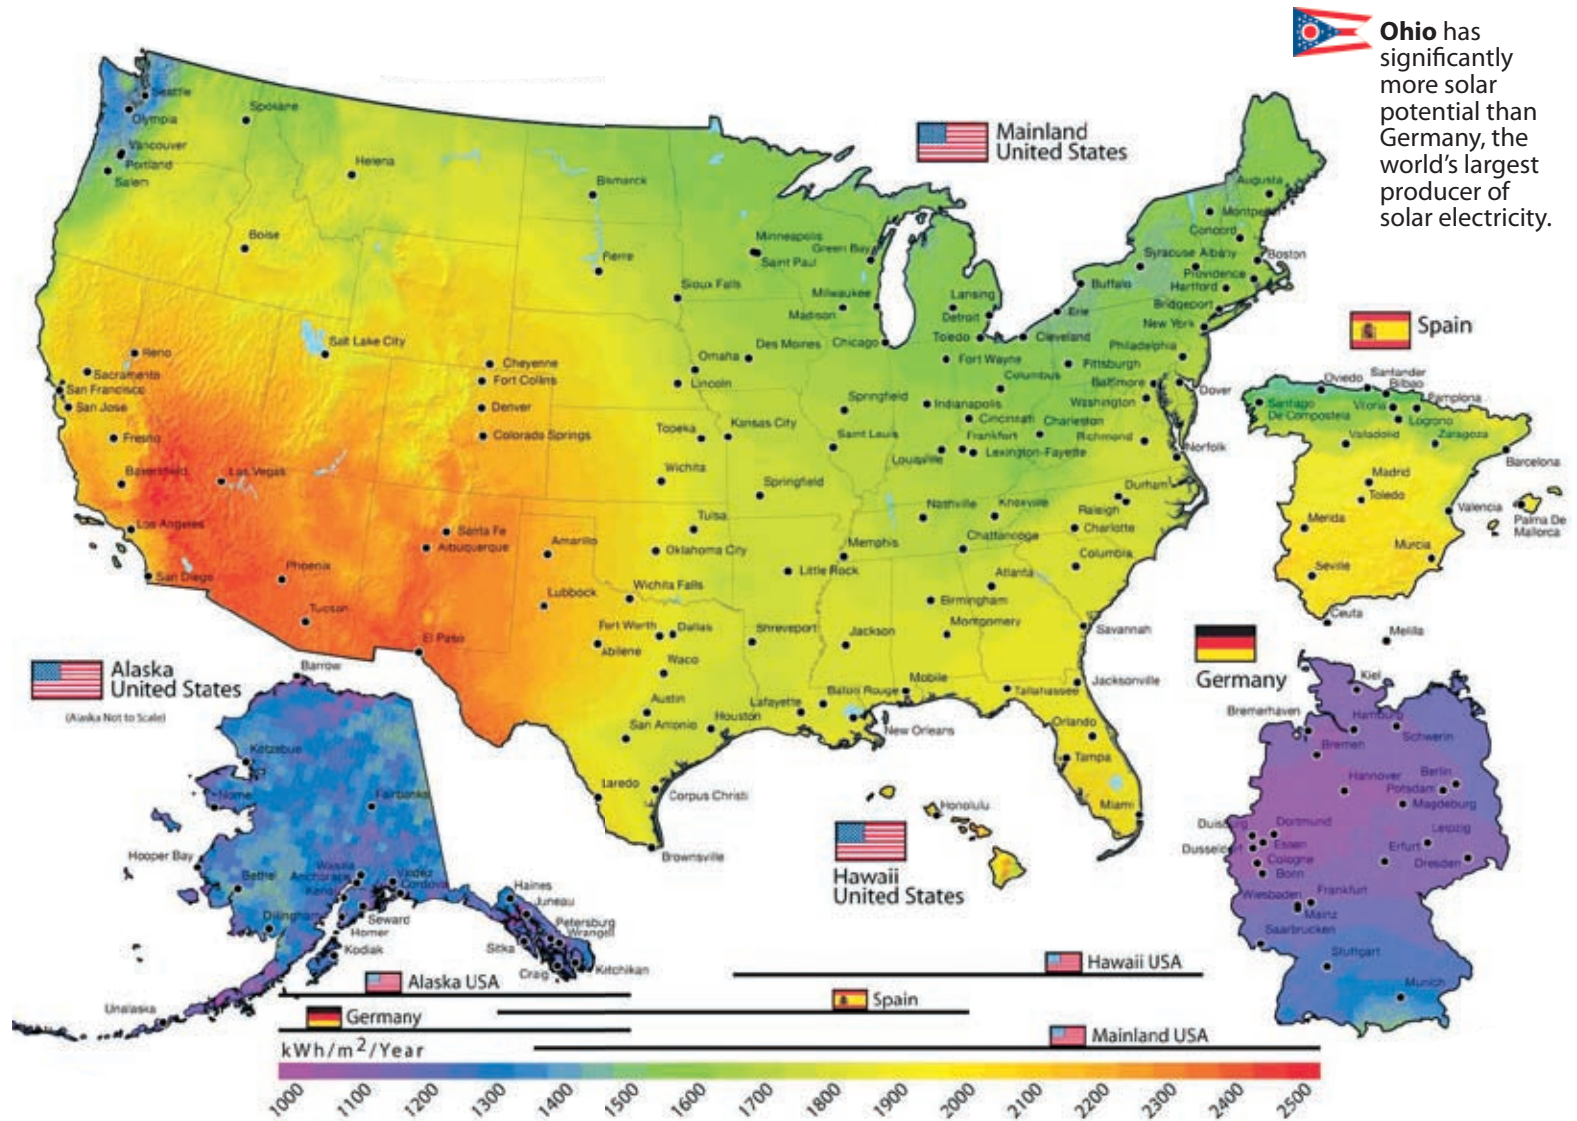 Ohio has
significantly
more solar
potential than
Germany, the
world's largest
producer of
solar electricity.
Mainland
United States
Seattle
Olympia
Spokane
Vancouver
Portland
Salem
Helena
Bismarck
Boise
Pierre
Minneapolis
Saint Paul
Green Bay
Augusta
Montpelier
Concord
Syracuse Albany
Boston
Providence
Hartford
Buffalo
Bridgeport
Sioux Falls
Milwaukee
Madison
Lansing
Detroit
Erie
New York
Reno
Salt Lake City
Cheyenne
Fort Collins
Omaha
Des Moines
Chicago
Toledo
Cleveland
Philadelphia
Fort Wayne
Pittsburgh
Sacramento
San Francisco
San Jose
Denver
Colorado Springs
Lincoln
Columbus
Baltimore
Dover
Washington
Springfield
Indianapolis
Cincinnati
Charleston
Fresno
Topeka
Kansas City
Saint Louis
Frankfurt
Richmond
Louisville
Lexington-Fayette
Norfolk
Bakersfield
Las Vegas
Wichita
Springfield
Durham
Raleigh
Nathville
Knoxville
Los Angeles
Santa Fe
Albuquerque
Amarillo
Tulsa
Oklahoma City
Memphis
Chattanooga
Charlotte
Columbia
San Diego
Phoenix
Little Rock
Atlanta
Tucson
Lubbock
Wichita Falls
Birmingham
El Paso
Fort Worth
Dallas
Abilene
Shreveport
Jackson
Montgomery
Savannah
Waco
Austin
San Antonio
Houston
Lafayette
Baton Rouge
Mobile
New Orleans
Tallahassee
Jacksonville
Orlando
Tampa
Miami
Laredo
Corpus Christi
Brownsville
Spain
Oviedo
Santander
Bilbao
Santiago
De Compostela
Vitoria
Pamplona
Logrono
Valladolid
Zaragoza
Barcelona
Madrid
Toledo
Valencia
Palma De
Mallorca
Merida
Murcia
Seville
Ceuta
Melilla
Alaska
United States
(Alaska Not to Scale)
Barrow
Kotzebue
Nome
Fairbanks
Hooper Bay
Bethel
Wasilla
Anchorage
Kenai
Valdez
Cordova
Dillingham
Seward
Homer
Kodiak
Unalaska
Haines
Juneau
Petersburg
Wrangell
Sitka
Craig
Kitchikan
Honolulu
Hawaii
United States
Germany
Kiel
Bremerhaven
Hamburg
Schwerin
Bremen
Hannover
Berlin
Potsdam
Magdeburg
Duisburg
Dortmund
Essen
Dusseldorf
Leipzig
Erfurt
Dresden
Cologne
Bonn
Wiesbaden
Frankfurt
Mainz
Saarbrucken
Stuttgart
Munich
Hawaii USA
Alaska USA
Spain
Germany
Mainland USA
kWh/m2/Year
1000 1100 1200 1300 1400 1500 1600 1700 1800 1900 2000 2100 2200 2300 2400 2500